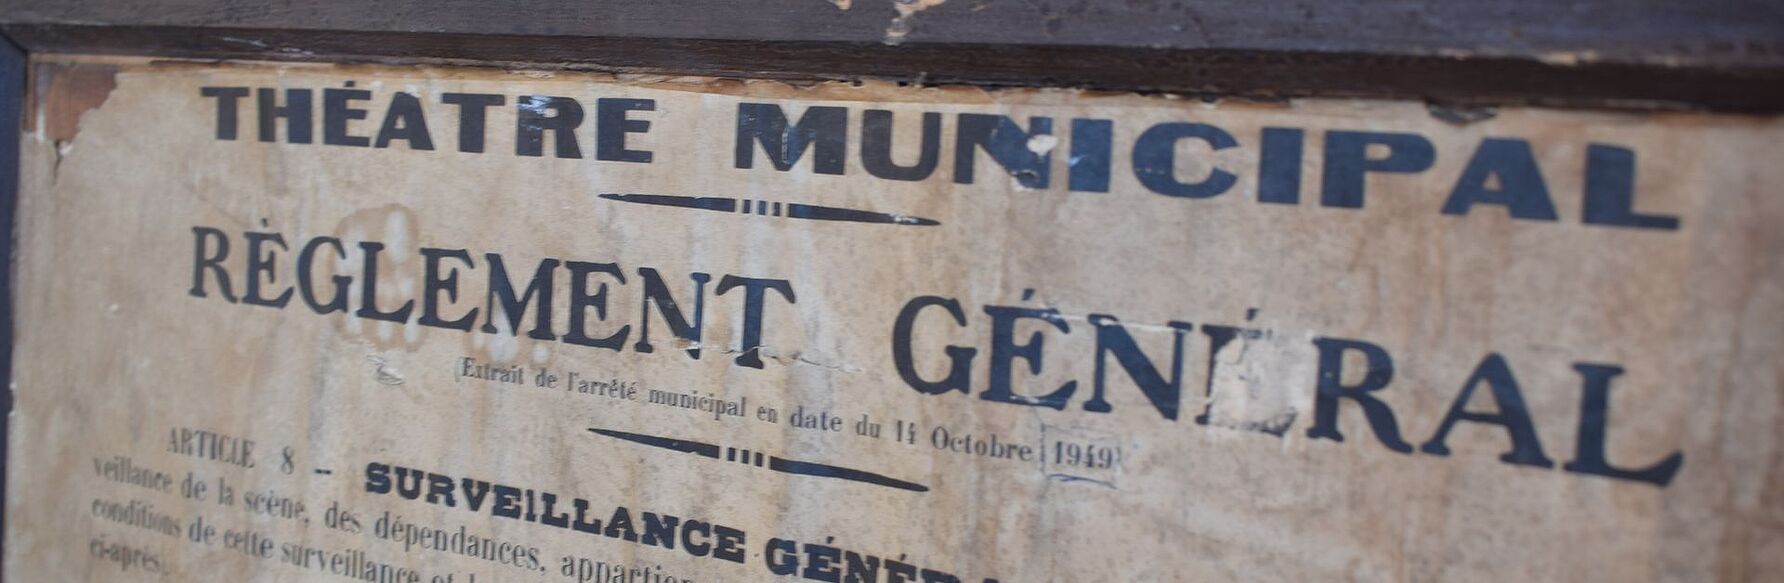 THÉATRE MUNICIPAL
RÈGLEMENT GÉNÉRAL
(Extrait de l'arrêté municipal en date du 14 Octobre 1949)
ARTICLE 8 - SURVEILLANCE
veillance de la scène, des dépendances,
conditions de cette surveillance
ci-après.